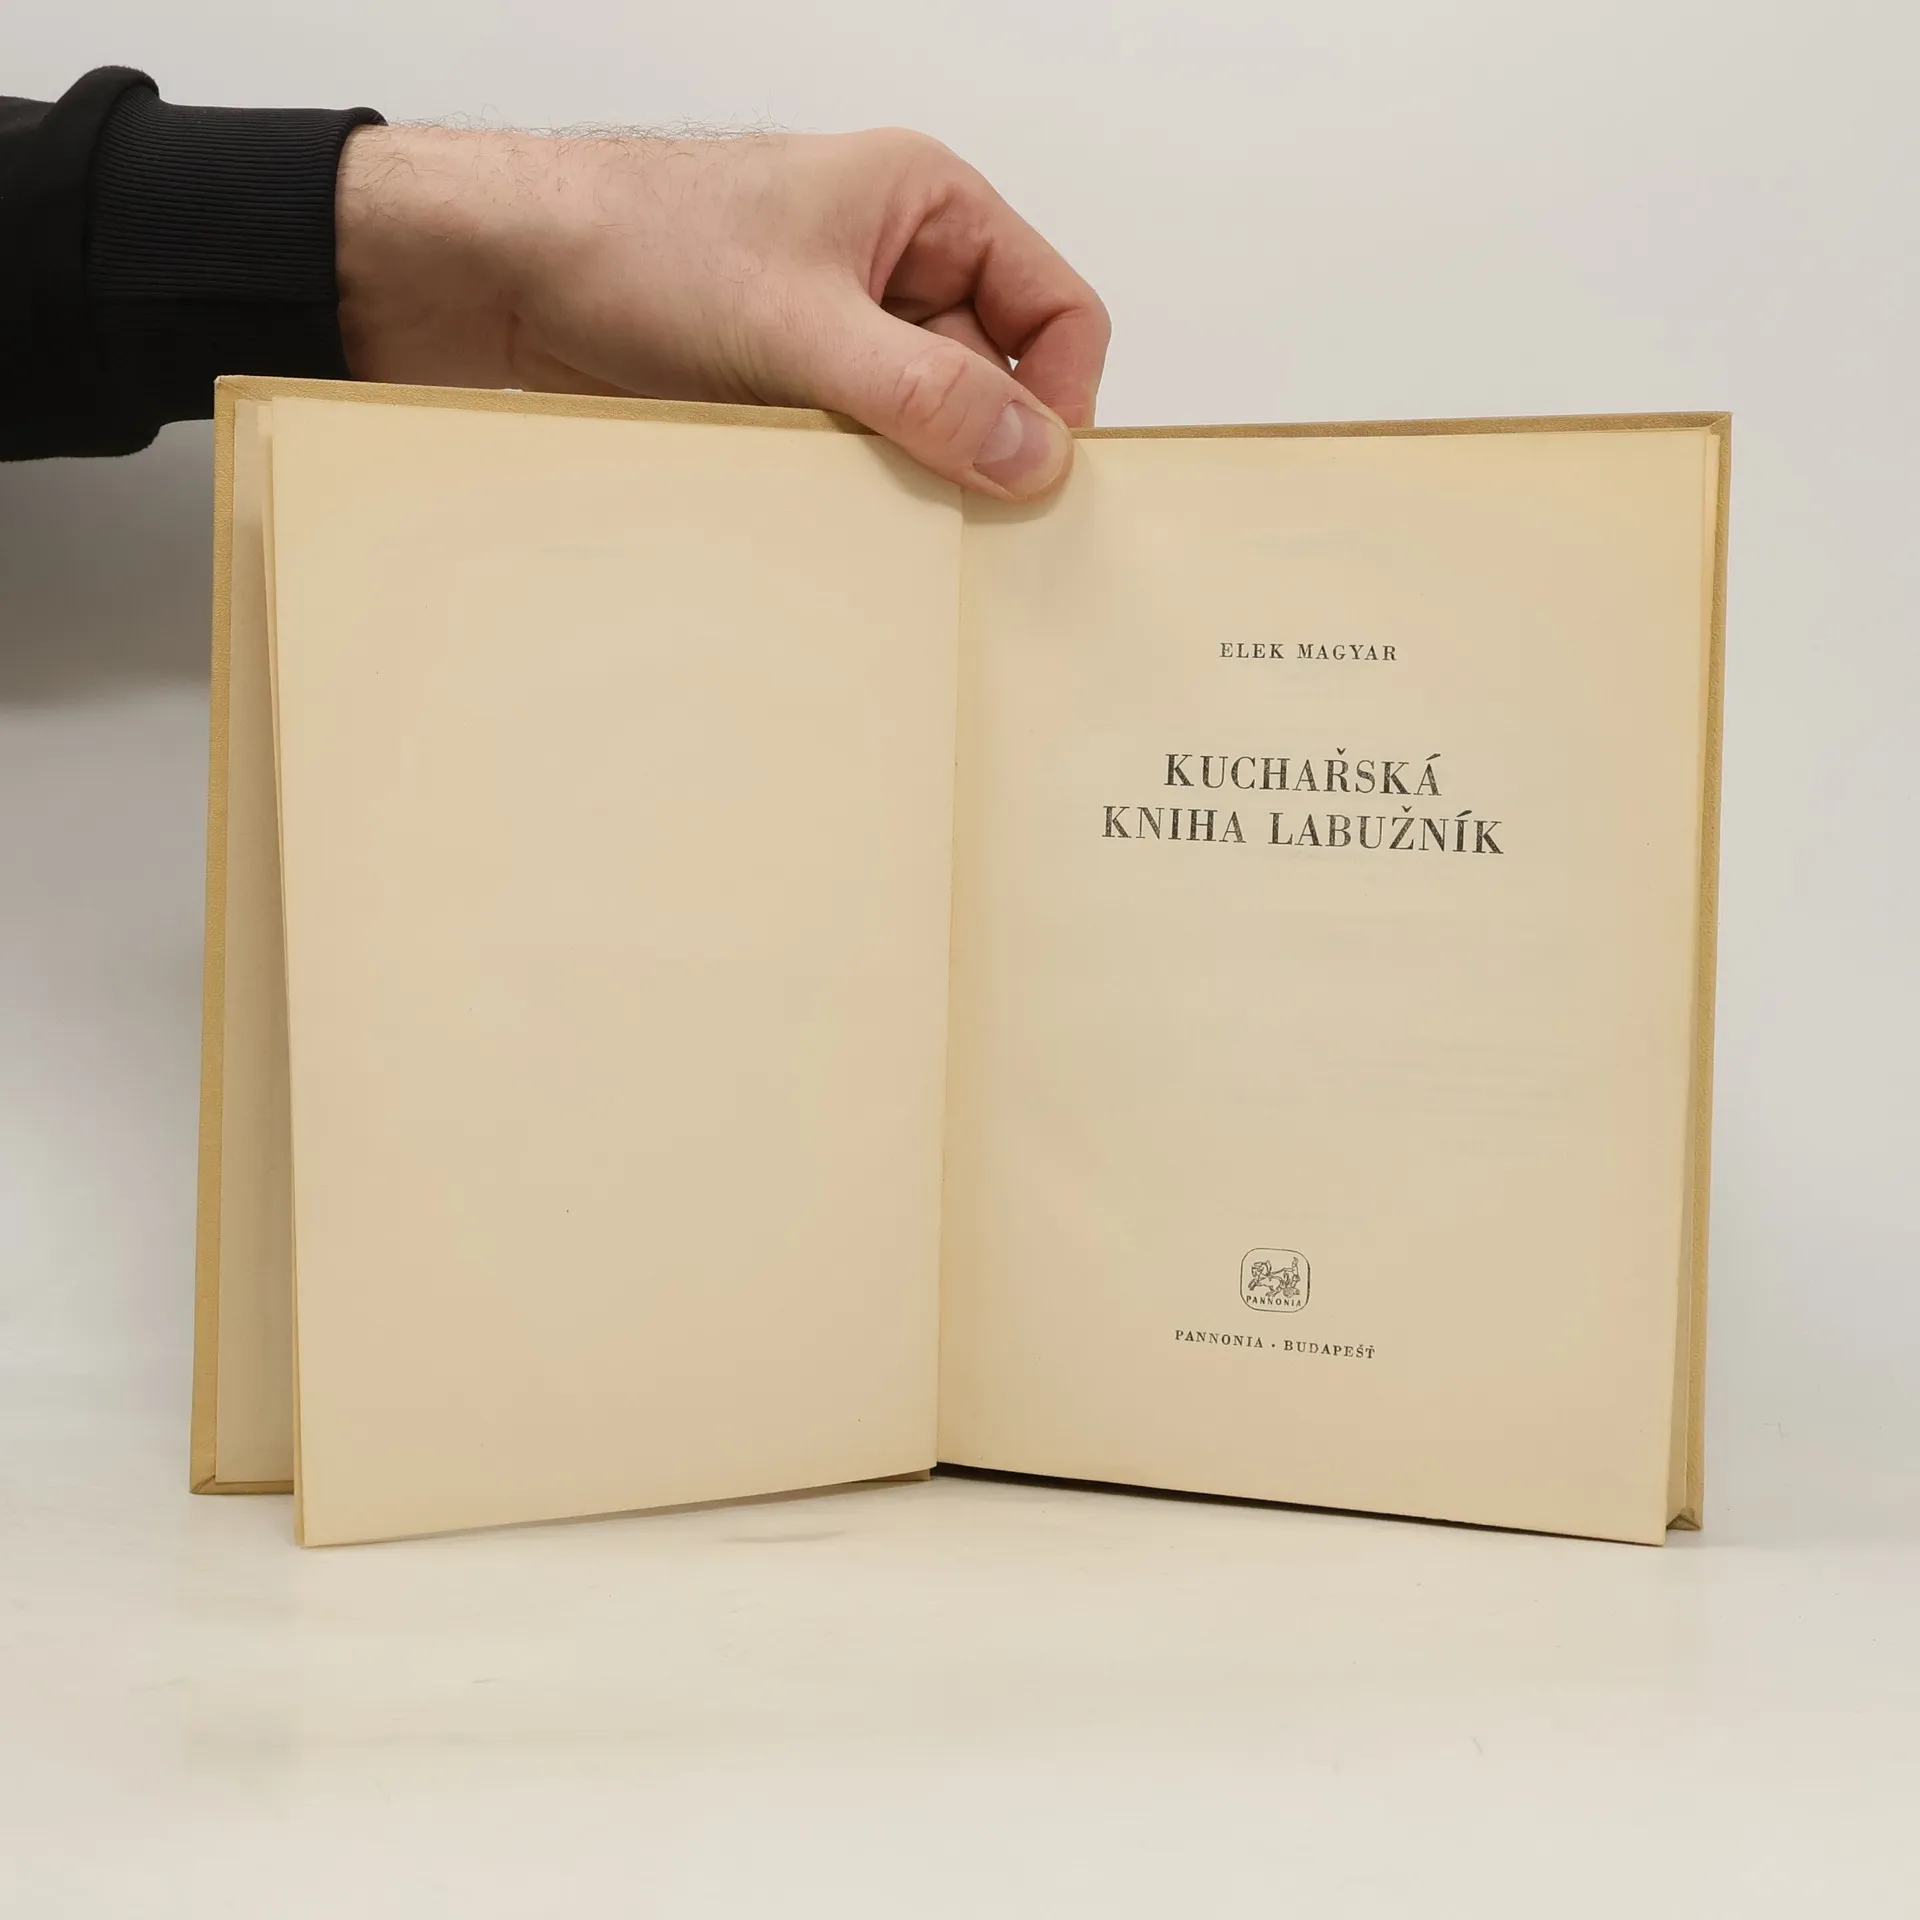 ELEK MAGYAR
KUCHAŘSKÁ
KNIHA LABUŽNÍK
PANNONIA
PANNONIA · BUDAPEŠŤ